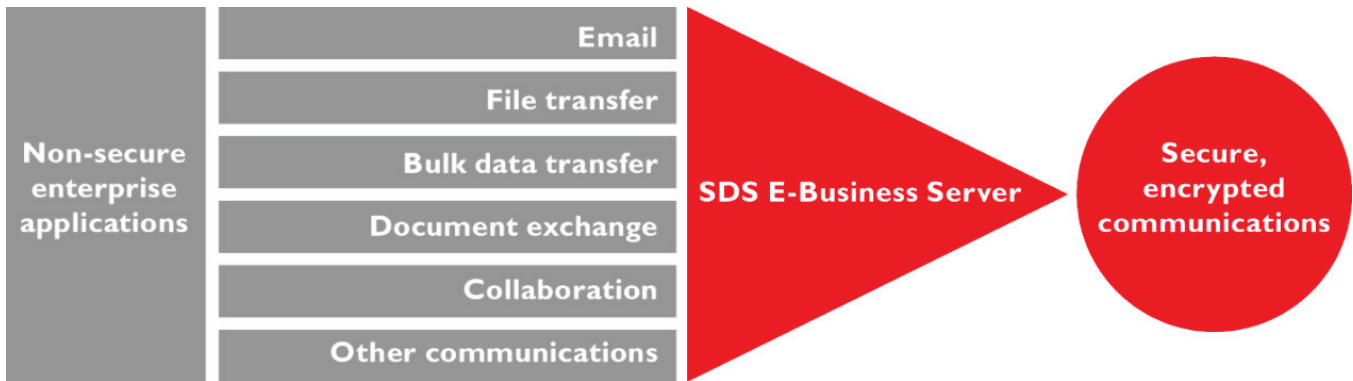 Non-secure
enterprise
applications
Email
File transfer
Bulk data transfer
Document exchange
Collaboration
Other communications
SDS E-Business Server
Secure,
encrypted
communications